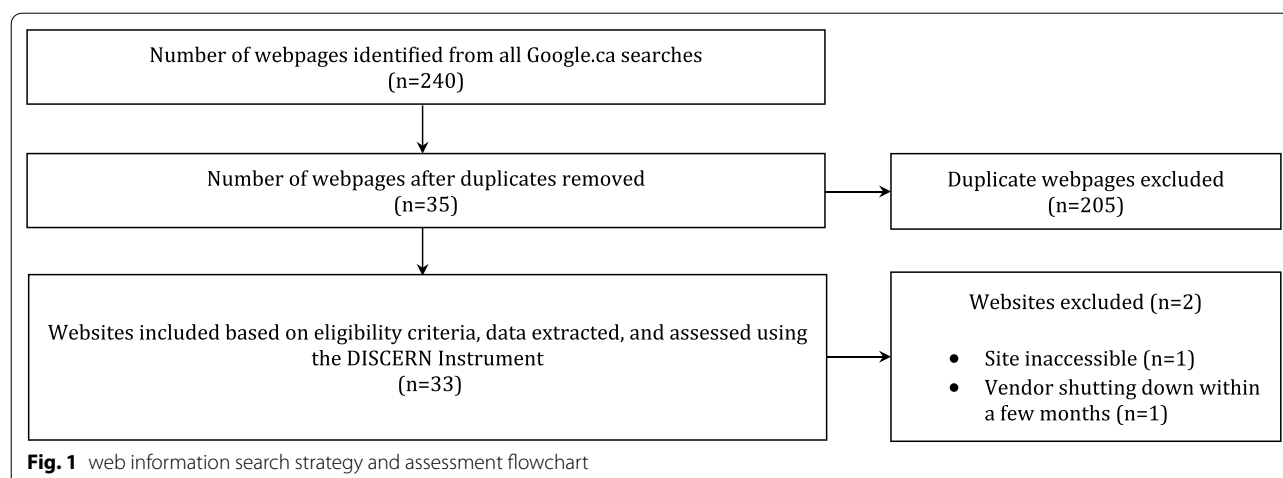 Number of webpages identified from all Google.ca searches
(n=240)
Number of webpages after duplicates removed
(n=35)
Duplicate webpages excluded
(n=205)
Websites included based on eligibility criteria, data extracted, and assessed using
the DISCERN Instrument
(n=33)
Websites excluded (n=2)
• Site inaccessible (n=1)
• Vendor shutting down within
a few months (n=1)
Fig. 1 web information search strategy and assessment flowchart